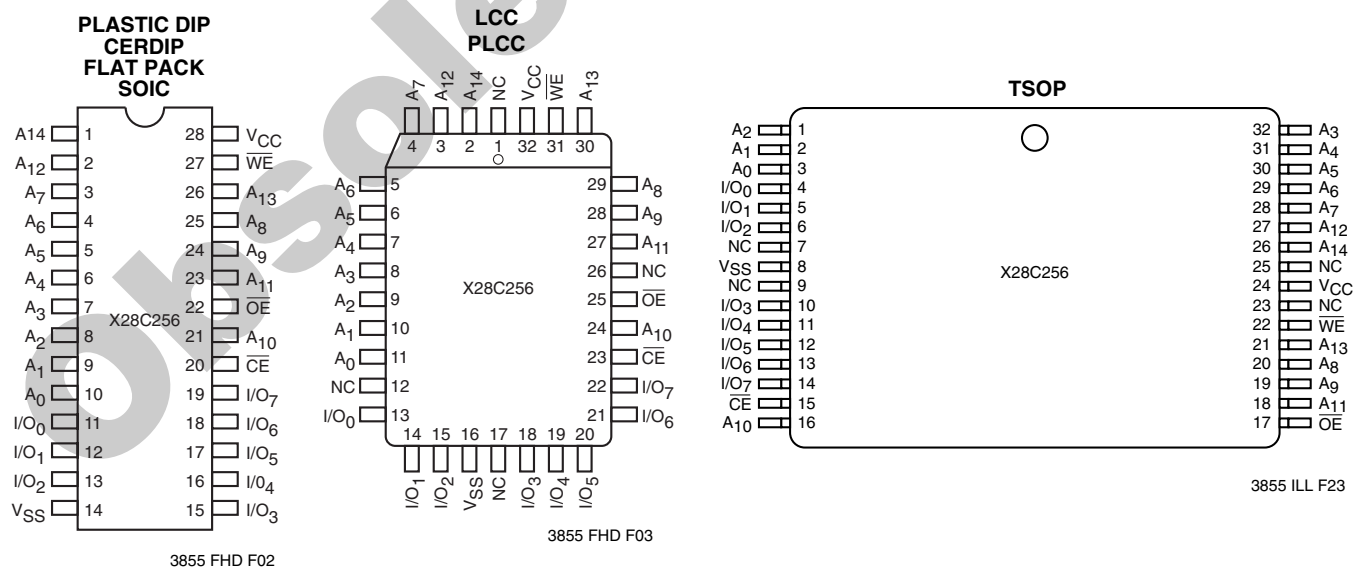 PLASTIC DIP
CERDIP
FLAT PACK
SOIC
A14 1 28 VCC
A12 2 27 WE
A7 3 26 A13
A6 4 25 A8
A5 5 24 A9
A4 6 23 A11
A3 7 22 OE
X28C256
A2 8 21 A10
A1 9 20 CE
A0 10 19 I/O7
I/O0 11 18 I/O6
I/O1 12 17 I/O5
I/O2 13 16 I/04
VSS 14 15 I/O3
3855 FHD F02
LCC
PLCC
A7 A12 A14 NC VCC WE A13
4 3 2 1 32 31 30
A6 5 29 A8
A5 6 28 A9
A4 7 27 A11
A3 8 26 NC
X28C256
A2 9 25 OE
A1 10 24 A10
A0 11 23 CE
NC 12 22 I/O7
I/O0 13 21 I/O6
14 15 16 17 18 19 20
I/O1 I/O2 VSS NC I/O3 I/O4 I/O5
3855 FHD F03
TSOP
A2 1 32 A3
A1 2 31 A4
A0 3 30 A5
I/O0 4 29 A6
I/O1 5 28 A7
I/O2 6 27 A12
NC 7 26 A14
VSS 8 X28C256 25 NC
NC 9 24 VCC
I/O3 10 23 NC
I/O4 11 22 WE
I/O5 12 21 A13
I/O6 13 20 A8
I/O7 14 19 A9
CE 15 18 A11
A10 16 17 OE
3855 ILL F23
Obsole